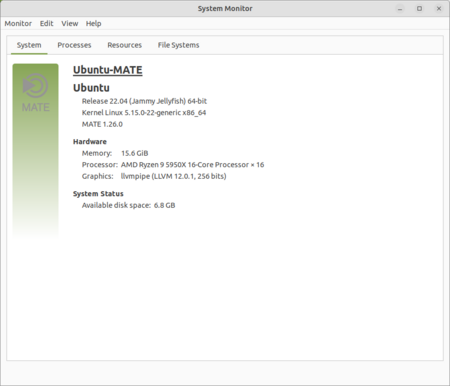 System Monitor
Monitor Edit View Help
System Processes Resources File Systems
MATE
Ubuntu-MATE
Ubuntu
Release 22.04 (Jammy Jellyfish) 64-bit
Kernel Linux 5.15.0-22-generic x86_64
MATE 1.26.0
Hardware
Memory: 15.6 GiB
Processor: AMD Ryzen 9 5950X 16-Core Processor × 16
Graphics: llvmpipe (LLVM 12.0.1, 256 bits)
System Status
Available disk space: 6.8 GB